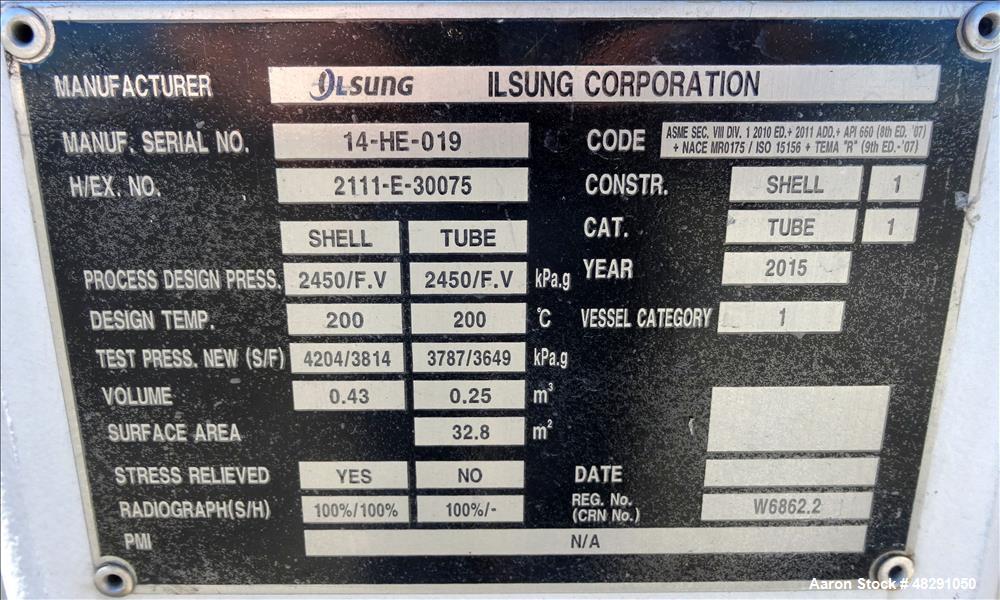 MANUFACTURER ILSUNG ILSUNG CORPORATION
MANUF. SERIAL NO. 14-HE-019 CODE ASME SEC, VIII DIV. 1 2010 ED.+ 2011 ADD.+ API 660 (8th ED. '07)
+ NACE MR0175 / ISO 15156 + TEMA "R" (9th ED.-'07)
H/EX. NO. 2111-E-30075 CONSTR. SHELL 1
SHELL TUBE CAT. TUBE 1
PROCESS DESIGN PRESS. 2450/F.V 2450/F.V kPa.g YEAR 2015
DESIGN TEMP. 200 200 °C VESSEL CATEGORY 1
TEST PRESS. NEW (S/F) 4204/3814 3787/3649 kPa.g
VOLUME 0.43 0.25 m³
SURFACE AREA 32.8 m²
STRESS RELIEVED YES NO DATE
RADIOGRAPH(S/H) 100%/100% 100%/- REG. No.
(CRN No.) W6862.2
PMI N/A
Aaron Stock # 48291050